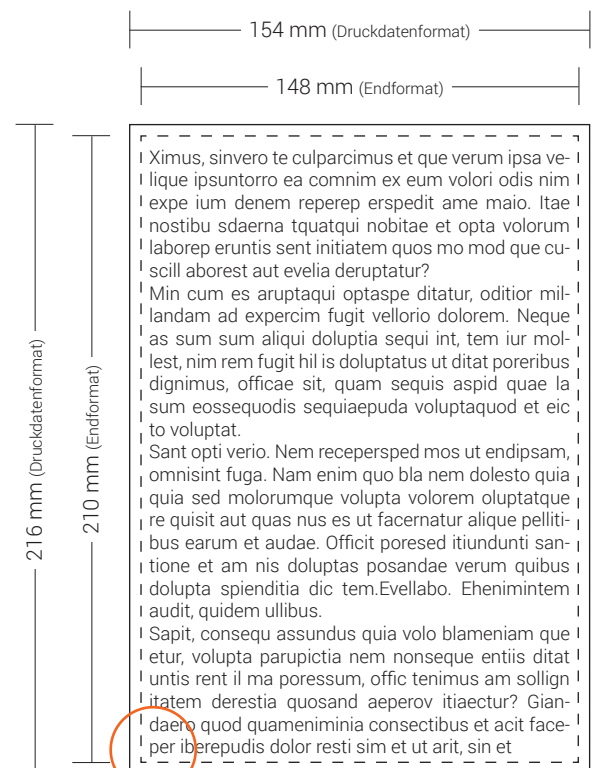 154 mm (Druckdatenformat)
148 mm (Endformat)
216 mm (Druckdatenformat)
210 mm (Endformat)
Ximus, sinvero te culparcimus et que verum ipsa ve-
lique ipsuntorro ea comnim ex eum volori odis nim
expe ium denem reperep erspedit ame maio. Itae
nostibu sdaerna tquatqui nobitae et opta volorum
laborep eruntis sent initiatem quos mo mod que cu-
scill aborest aut evelia deruptatur?
Min cum es aruptaqui optaspe ditatur, oditior mil-
landam ad expercim fugit vellorio dolorem. Neque
as sum sum aliqui doluptia sequi int, tem iur mol-
lest, nim rem fugit hil is doluptatus ut ditat poreribus
dignimus, officae sit, quam sequis aspid quae la
sum eossequodis sequiaepuda voluptaquod et eic
to voluptat.
Sant opti verio. Nem recepersped mos ut endipsam,
omnisint fuga. Nam enim quo bla nem dolesto quia
quia sed molorumque volupta volorem oluptatque
re quisit aut quas nus es ut facernatur alique pelliti-
bus earum et audae. Officit poresed itiundunti san-
tione et am nis doluptas posandae verum quibus
dolupta spienditia dic tem.Evellabo. Ehenimintem
audit, quidem ullibus.
Sapit, consequ assundus quia volo blameniam que
etur, volupta parupictia nem nonseque entiis ditat
untis rent il ma poressum, offic tenimus am sollign
itatem derestia quosand aeperov itiaectur? Gian-
daero quod quameniminia consectibus et acit face-
per iberepudis dolor resti sim et ut arit, sin et